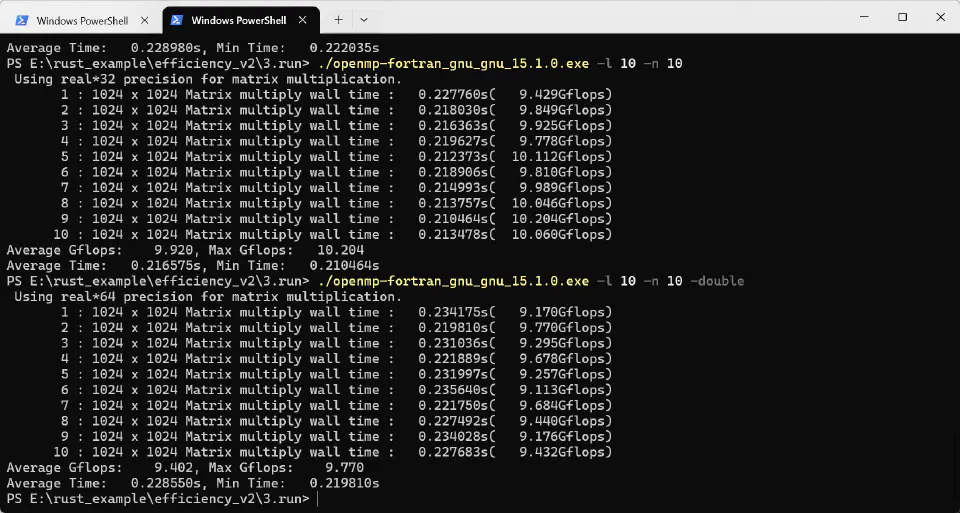 Windows PowerShell
Windows PowerShell
Average Time:   0.228980s, Min Time:   0.222035s
PS E:\rust_example\efficiency_v2\3.run> ./openmp-fortran_gnu_gnu_15.1.0.exe -l 10 -n 10
 Using real*32 precision for matrix multiplication.
       1 : 1024 x 1024 Matrix multiply wall time :   0.227760s(   9.429Gflops)
       2 : 1024 x 1024 Matrix multiply wall time :   0.218030s(   9.849Gflops)
       3 : 1024 x 1024 Matrix multiply wall time :   0.216363s(   9.925Gflops)
       4 : 1024 x 1024 Matrix multiply wall time :   0.219627s(   9.778Gflops)
       5 : 1024 x 1024 Matrix multiply wall time :   0.212373s(  10.112Gflops)
       6 : 1024 x 1024 Matrix multiply wall time :   0.218906s(   9.810Gflops)
       7 : 1024 x 1024 Matrix multiply wall time :   0.214993s(   9.989Gflops)
       8 : 1024 x 1024 Matrix multiply wall time :   0.213757s(  10.046Gflops)
       9 : 1024 x 1024 Matrix multiply wall time :   0.210464s(  10.204Gflops)
      10 : 1024 x 1024 Matrix multiply wall time :   0.213478s(  10.060Gflops)
Average Gflops:    9.920, Max Gflops:   10.204
Average Time:   0.216575s, Min Time:   0.210464s
PS E:\rust_example\efficiency_v2\3.run> ./openmp-fortran_gnu_gnu_15.1.0.exe -l 10 -n 10 -double
 Using real*64 precision for matrix multiplication.
       1 : 1024 x 1024 Matrix multiply wall time :   0.234175s(   9.170Gflops)
       2 : 1024 x 1024 Matrix multiply wall time :   0.219810s(   9.770Gflops)
       3 : 1024 x 1024 Matrix multiply wall time :   0.231036s(   9.295Gflops)
       4 : 1024 x 1024 Matrix multiply wall time :   0.221889s(   9.678Gflops)
       5 : 1024 x 1024 Matrix multiply wall time :   0.231997s(   9.257Gflops)
       6 : 1024 x 1024 Matrix multiply wall time :   0.235640s(   9.113Gflops)
       7 : 1024 x 1024 Matrix multiply wall time :   0.221750s(   9.684Gflops)
       8 : 1024 x 1024 Matrix multiply wall time :   0.227492s(   9.440Gflops)
       9 : 1024 x 1024 Matrix multiply wall time :   0.234028s(   9.176Gflops)
      10 : 1024 x 1024 Matrix multiply wall time :   0.227683s(   9.432Gflops)
Average Gflops:    9.402, Max Gflops:    9.770
Average Time:   0.228550s, Min Time:   0.219810s
PS E:\rust_example\efficiency_v2\3.run>